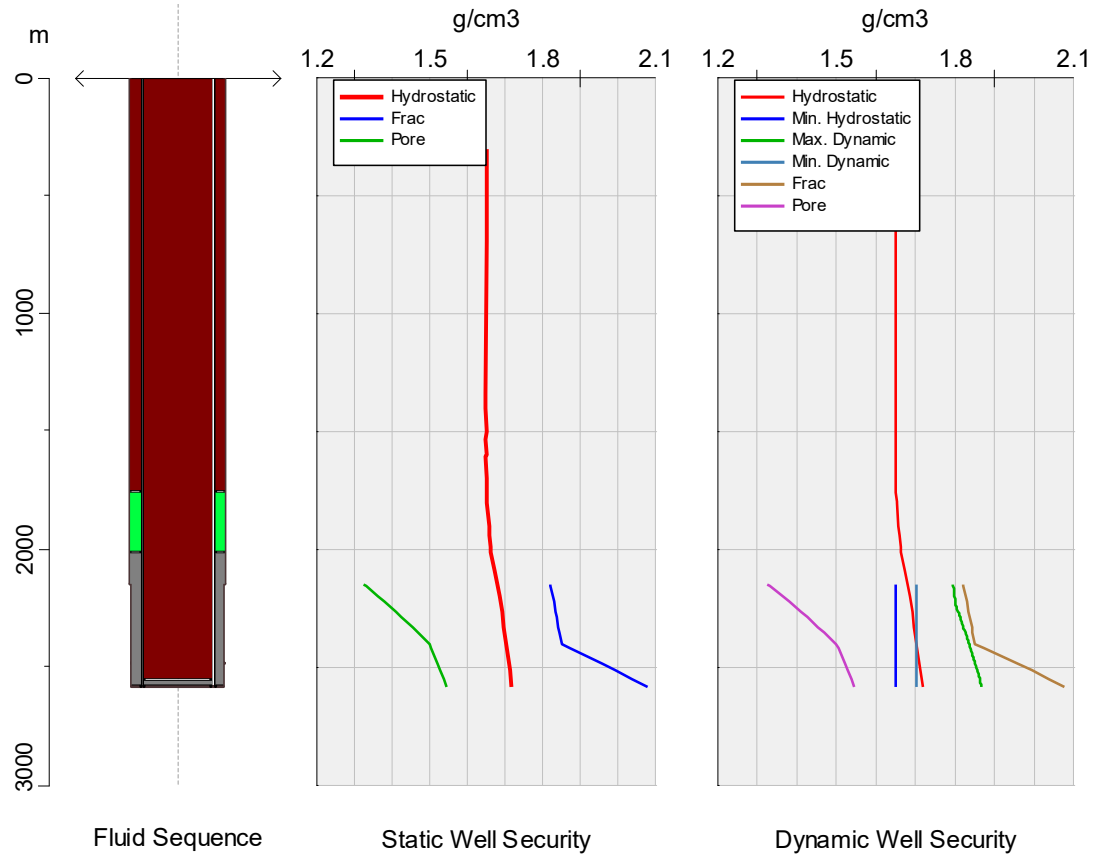 g/cm3
g/cm3
m
1.2 1.5 1.8 2.1
1.2 1.5 1.8 2.1
0
1000
2000
3000
Hydrostatic
Frac
Pore
Hydrostatic
Min. Hydrostatic
Max. Dynamic
Min. Dynamic
Frac
Pore
Fluid Sequence
Static Well Security
Dynamic Well Security